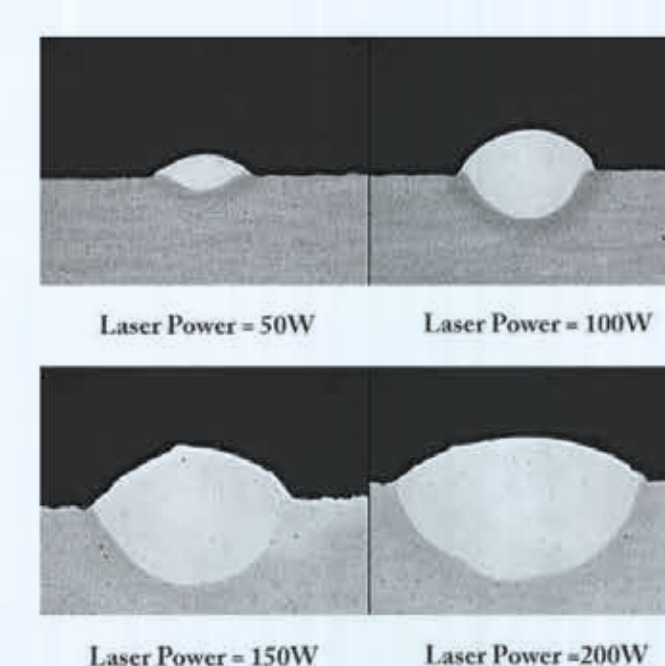 Laser Power = 50W
Laser Power = 100W
Laser Power = 150W
Laser Power =200W